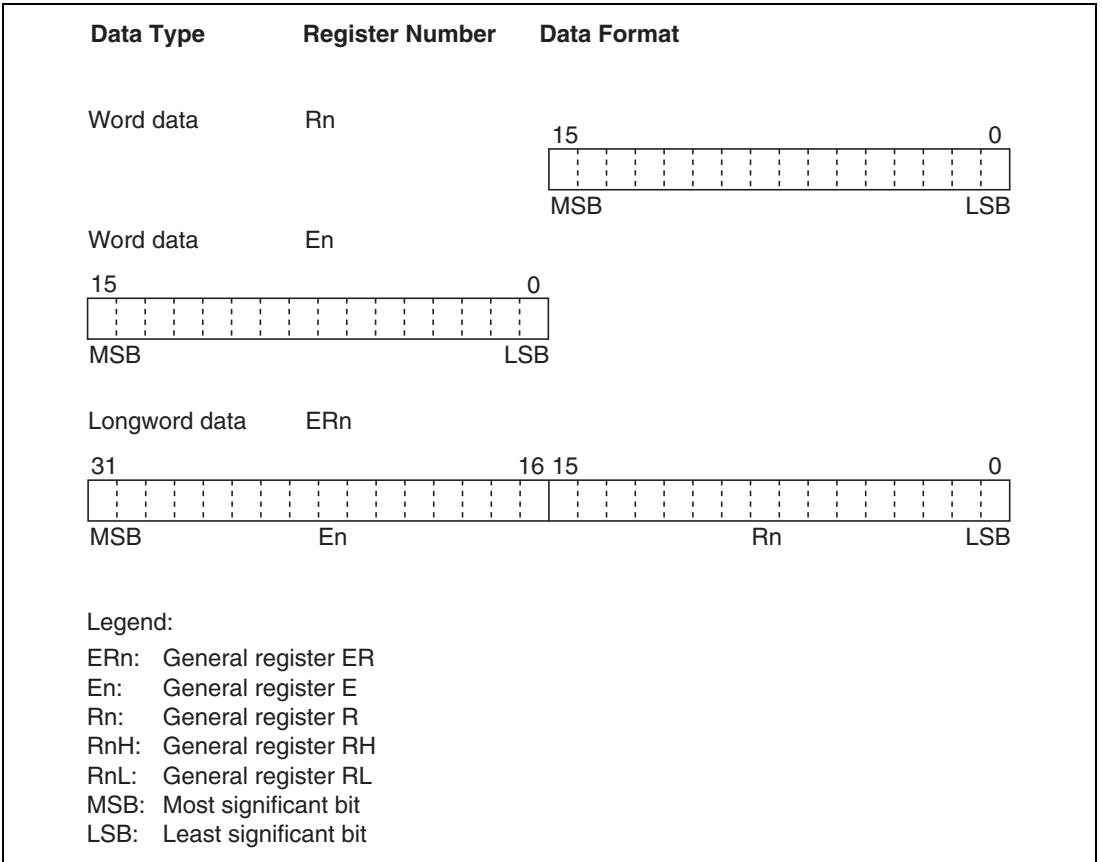 Data Type Register Number Data Format
Word data Rn
15 0
MSB LSB
Word data En
15 0
MSB LSB
Longword data ERn
31 16 15 0
MSB En Rn LSB
Legend:
ERn: General register ER
En: General register E
Rn: General register R
RnH: General register RH
RnL: General register RL
MSB: Most significant bit
LSB: Least significant bit